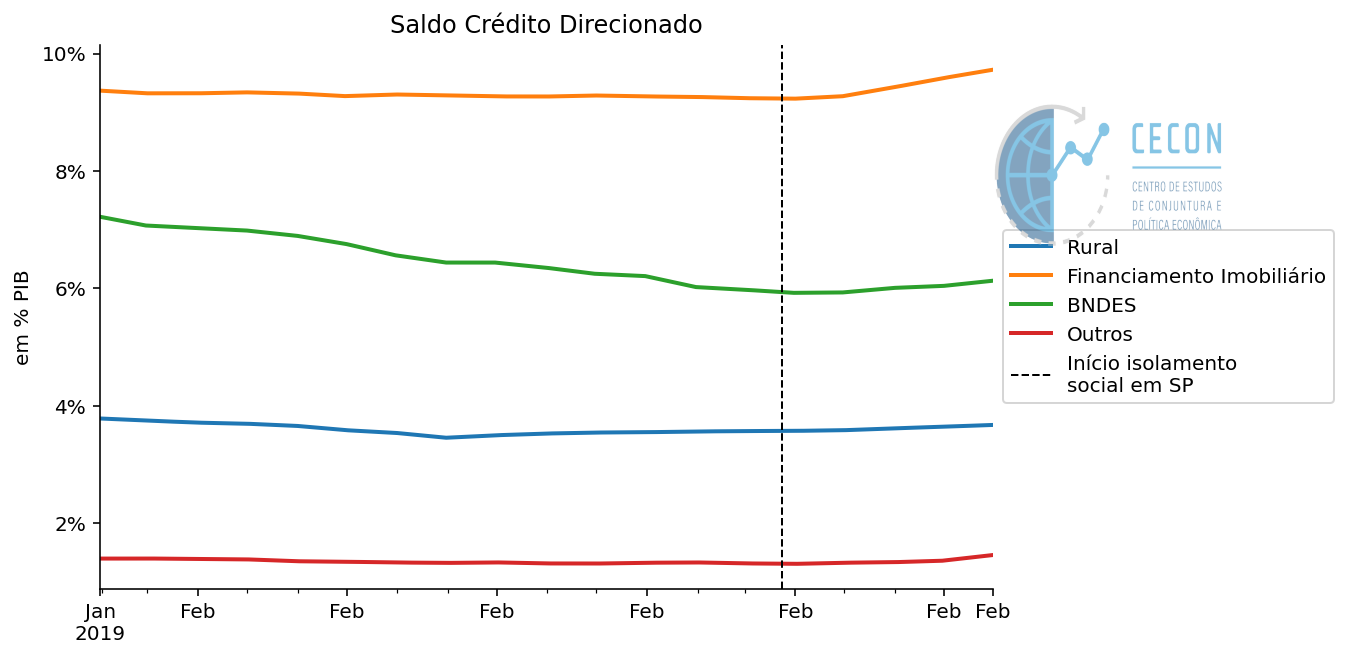 Saldo Crédito Direcionado
10%
8%
6%
4%
2%
em % PIB
Jan
2019
Feb
Feb
Feb
Feb
Feb
Feb
Feb
CECON
CENTRO DE ESTUDOS
DE CONJUNTURA E
POLÍTICA ECONÔMICA
Rural
Financiamento Imobiliário
BNDES
Outros
Início isolamento
social em SP